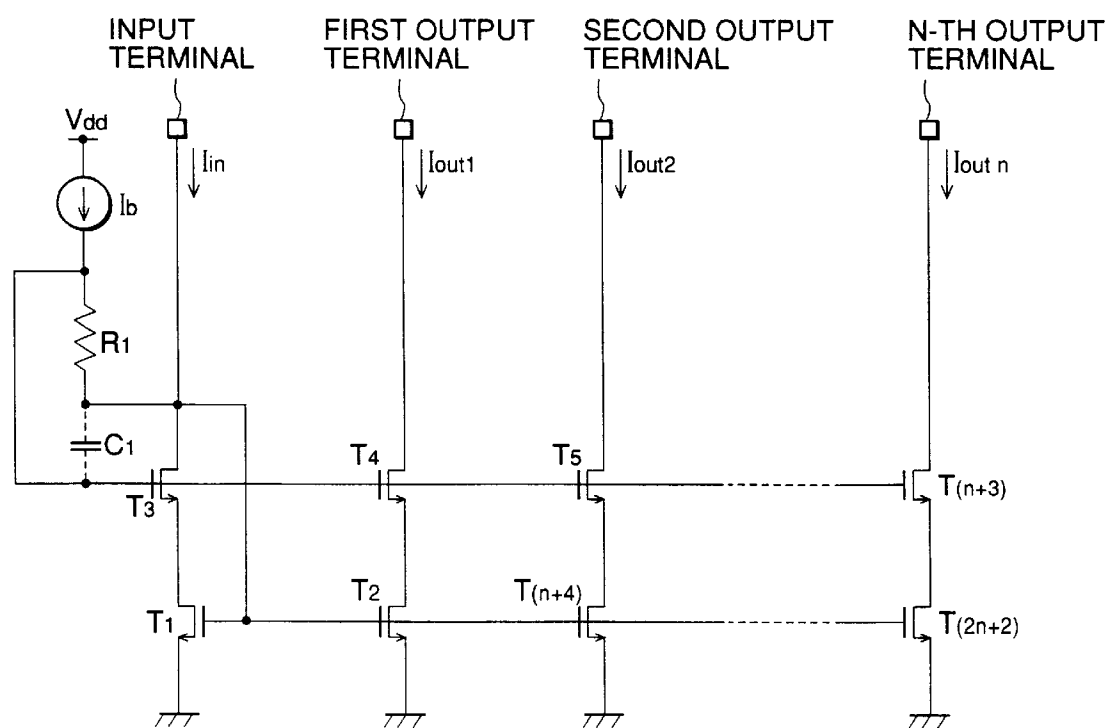 INPUT
TERMINAL
FIRST OUTPUT
TERMINAL
SECOND OUTPUT
TERMINAL
N-TH OUTPUT
TERMINAL
Vdd
Iin
Iout1
Iout2
Iout n
Ib
R1
C1
T3
T4
T5
T(n+3)
T1
T2
T(n+4)
T(2n+2)